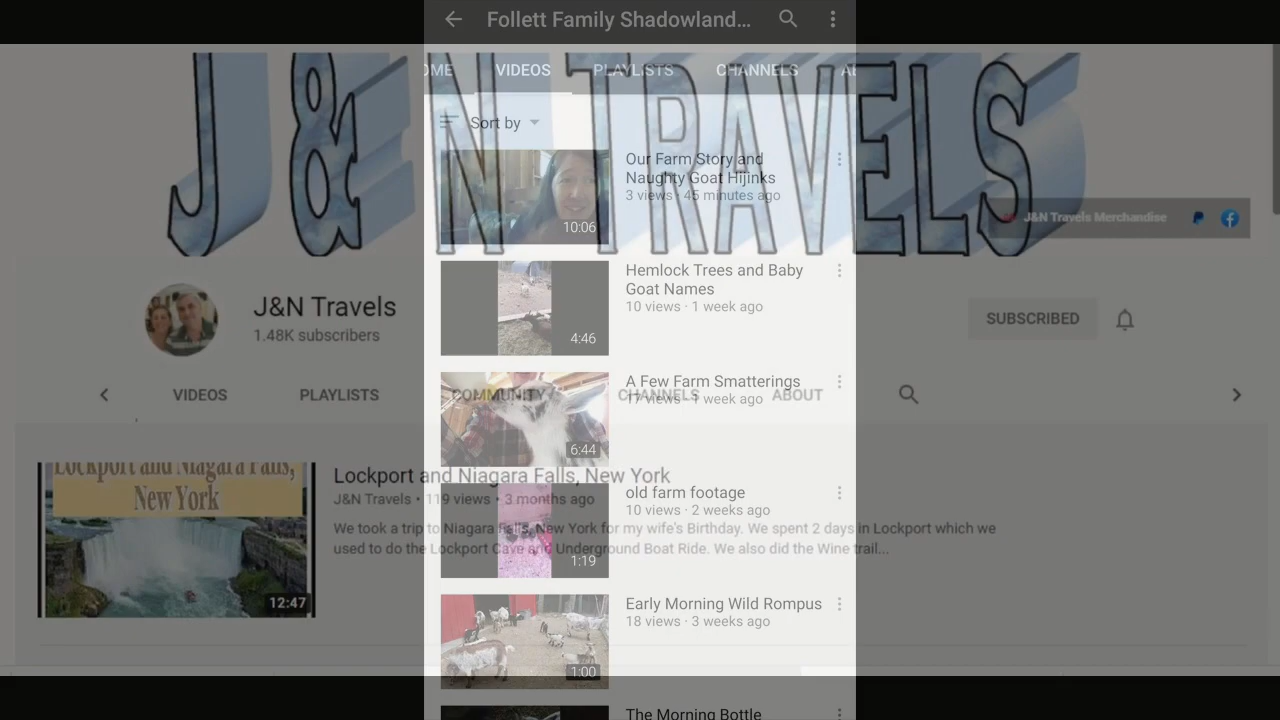 Follett Family Shadowland...
OME VIDEOS PLAYLISTS CHANNELS
J & N TRAVELS
Sort by
Our Farm Story and
Naughty Goat Hijinks
3 views · 45 minutes ago
10:06
J&N Travels Merchandise
Hemlock Trees and Baby
Goat Names
10 views · 1 week ago
4:46
J&N Travels
1.48K subscribers
SUBSCRIBED
A Few Farm Smatterings
17 views · 1 week ago
6:44
VIDEOS PLAYLISTS COMMUNITY CHANNELS ABOUT
Lockport and Niagara Falls,
New York
12:47
Lockport and Niagara Falls, New York
J&N Travels • 119 views • 3 months ago
We took a trip to Niagara Falls, New York for my wife's Birthday. We spent 2 days in Lockport which we
used to do the Lockport Cave and Underground Boat Ride. We also did the Wine trail...
old farm footage
10 views · 2 weeks ago
1:19
Early Morning Wild Rompus
18 views · 3 weeks ago
1:00
The Morning Bottle